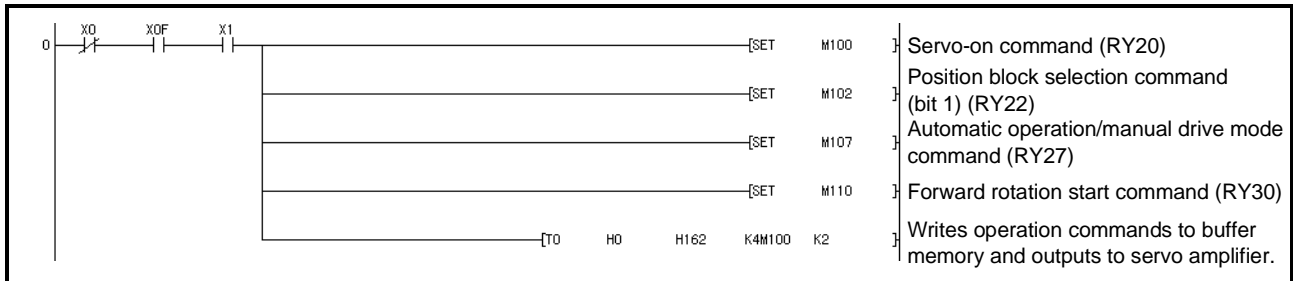 X0 X0F X1
0 [SET M100 ] Servo-on command (RY20)
[SET M102 ] Position block selection command
(bit 1) (RY22)
[SET M107 ] Automatic operation/manual drive mode
command (RY27)
[SET M110 ] Forward rotation start command (RY30)
[TO H0 H162 K4M100 K2 ] Writes operation commands to buffer
memory and outputs to servo amplifier.